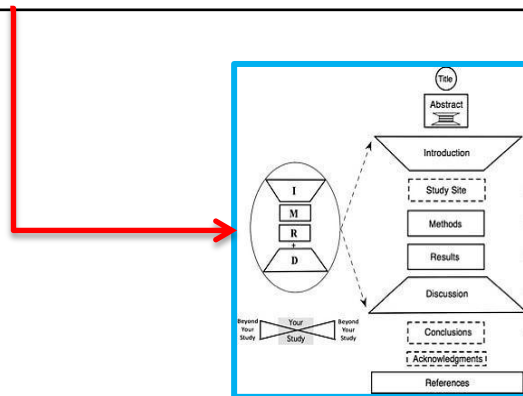 Title
Abstract
Introduction
Study Site
Methods
Results
Discussion
Conclusions
Acknowledgments
References
I
M
R
+
D
Beyond
Your
Study
Your
Study
Beyond
Your
Study